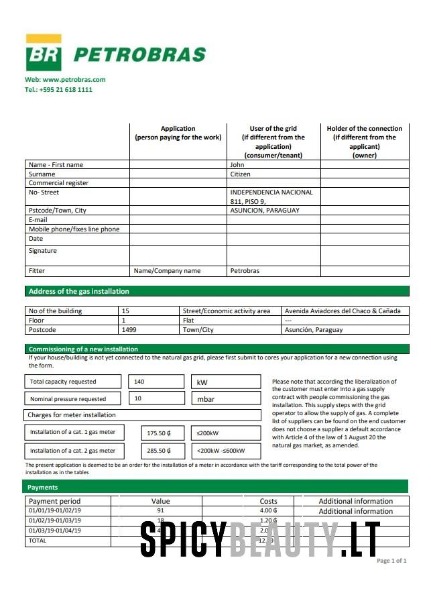 BR PETROBRAS
Web: www.petrobras.com
Tel.: +595 21 618 1111
Application
(person paying for the work)
User of the grid
(if different from the
application)
(consumer/tenant)
Holder of the connection
(if different from the
applicant)
(owner)
Name - First name John
Surname Citizen
Commercial register
No- Street INDEPENDENCIA NACIONAL
811, PISO 9,
Pstcode/Town, City ASUNCION, PARAGUAY
E-mail
Mobile phone/fixes line phone
Date
Signature
Fitter Name/Company name Petrobras
Address of the gas installation
No of the building 15 Street/Economic activity area Avenida Aviadores del Chaco & Cañada
Floor 1 Flat ---
Postcode 1499 Town/City Asunción, Paraguay
Commissioning of a new installation
If your house/building is not yet connected to the natural gas grid, please first submit to cores your application for a new connection using
the form.
Total capacity requested 140 kW
Nominal pressure requested 10 mbar
Charges for meter installation
Installation of a cat. 1 gas meter 175.50 ₲ ≤200kW
Installation of a cat. 2 gas meter 285.50 ₲ <200kW -≤600kW
Please note that according the liberalization of
the customer must enter into a gas supply
contract with people commissioning the gas
installation. This supply steps with the grid
operator to allow the supply of gas. A complete
list of suppliers can be found on the end customer
does not choose a supplier a default accordance
with Article 4 of the law of 1 August 20 the
natural gas market, as amended.
The present application is deemed to be an order for the installation of a meter in accordance with the tariff corresponding to the total power of the
installation as in the tables
Payments
Payment period Value Costs Additional information
01/01/19-01/02/19 91 4.00 ₲ Additional information
01/02/19-01/03/19 1.20 ₲
01/03/19-01/04/19
TOTAL
SPICYBEAUTY.LT
Page 1 of 1